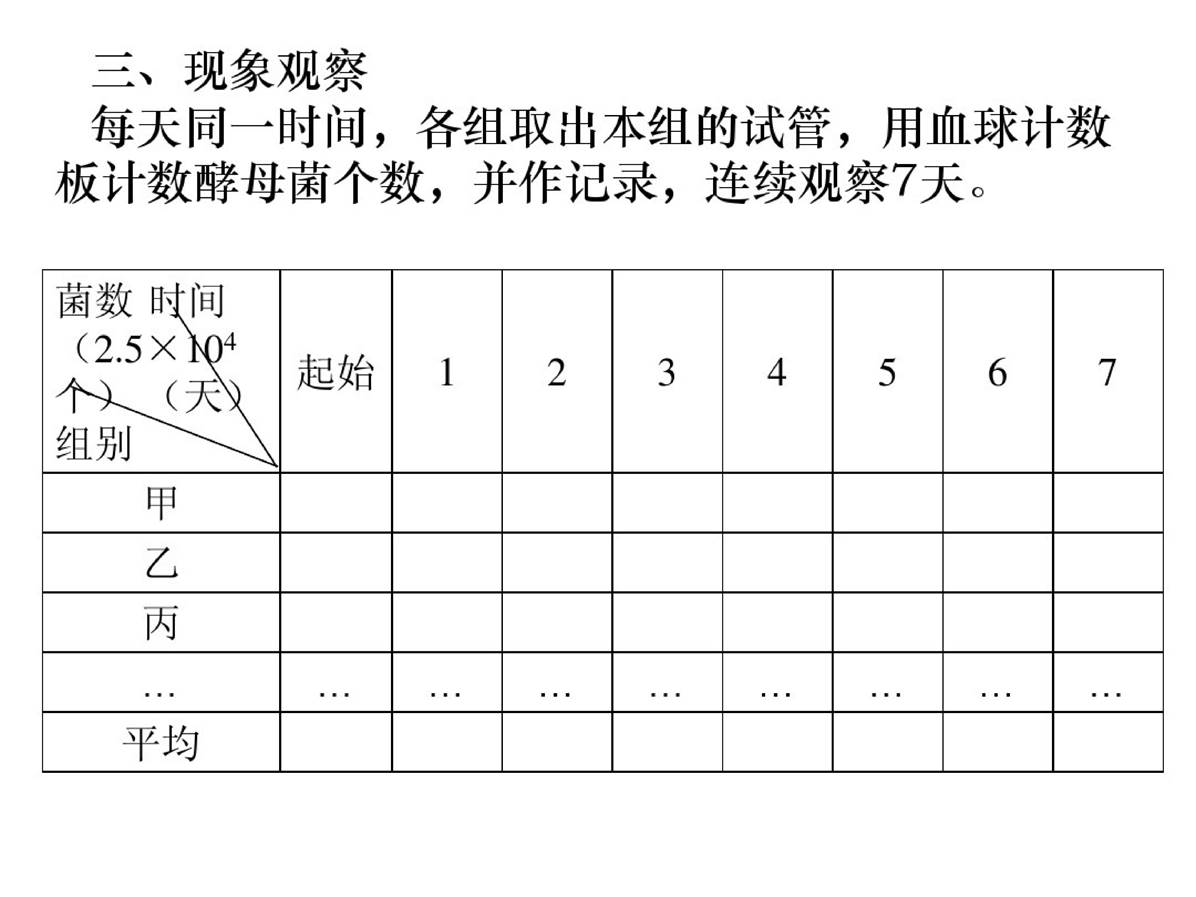 三、现象观察
每天同一时间，各组取出本组的试管，用血球计数
板计数酵母菌个数，并作记录，连续观察7天。
菌数 时间
（2.5×10⁴
个） （天）
组别
起始 1 2 3 4 5 6 7
甲
乙
丙
… … … … … … … … …
平均